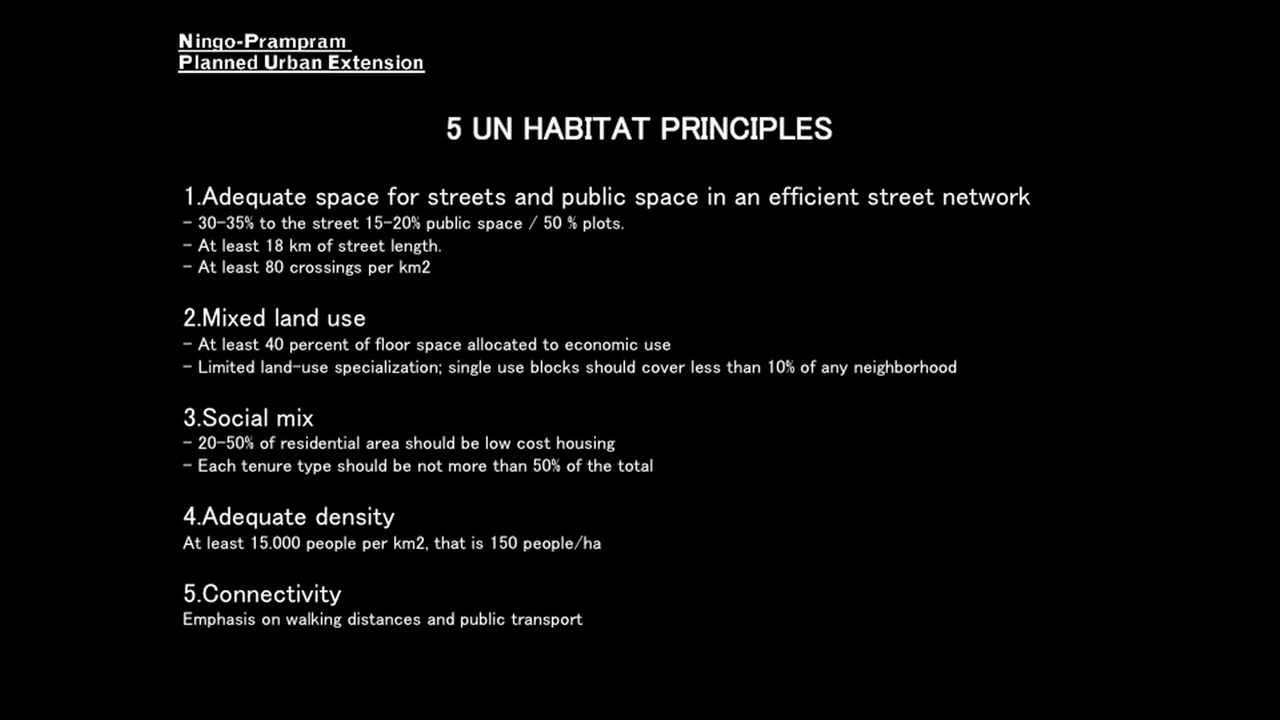 Ningo-Prampram
Planned Urban Extension
5 UN HABITAT PRINCIPLES
1.Adequate space for streets and public space in an efficient street network
- 30-35% to the street 15-20% public space / 50 % plots.
- At least 18 km of street length.
- At least 80 crossings per km2
2.Mixed land use
- At least 40 percent of floor space allocated to economic use
- Limited land-use specialization; single use blocks should cover less than 10% of any neighborhood
3.Social mix
- 20-50% of residential area should be low cost housing
- Each tenure type should be not more than 50% of the total
4.Adequate density
At least 15.000 people per km2, that is 150 people/ha
5.Connectivity
Emphasis on walking distances and public transport